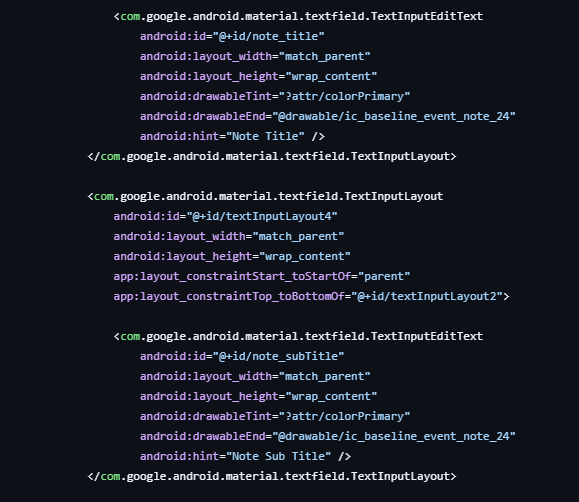 <com.google.android.material.textfield.TextInputEditText
android:id="@+id/note_title"
android:layout_width="match_parent"
android:layout_height="wrap_content"
android:drawableTint="?attr/colorPrimary"
android:drawableEnd="@drawable/ic_baseline_event_note_24"
android:hint="Note Title" />
</com.google.android.material.textfield.TextInputLayout>
<com.google.android.material.textfield.TextInputLayout
android:id="@+id/textInputLayout4"
android:layout_width="match_parent"
android:layout_height="wrap_content"
app:layout_constraintStart_toStartOf="parent"
app:layout_constraintTop_toBottomOf="@+id/textInputLayout2">
<com.google.android.material.textfield.TextInputEditText
android:id="@+id/note_subTitle"
android:layout_width="match_parent"
android:layout_height="wrap_content"
android:drawableTint="?attr/colorPrimary"
android:drawableEnd="@drawable/ic_baseline_event_note_24"
android:hint="Note Sub Title" />
</com.google.android.material.textfield.TextInputLayout>